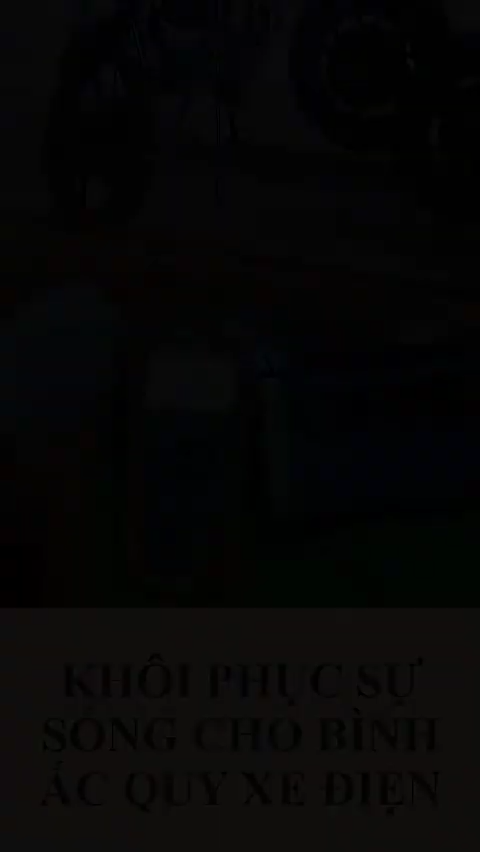 KHÔI PHỤC SỰ
SỐNG CHO BÌNH
ẮC QUY XE ĐIỆN